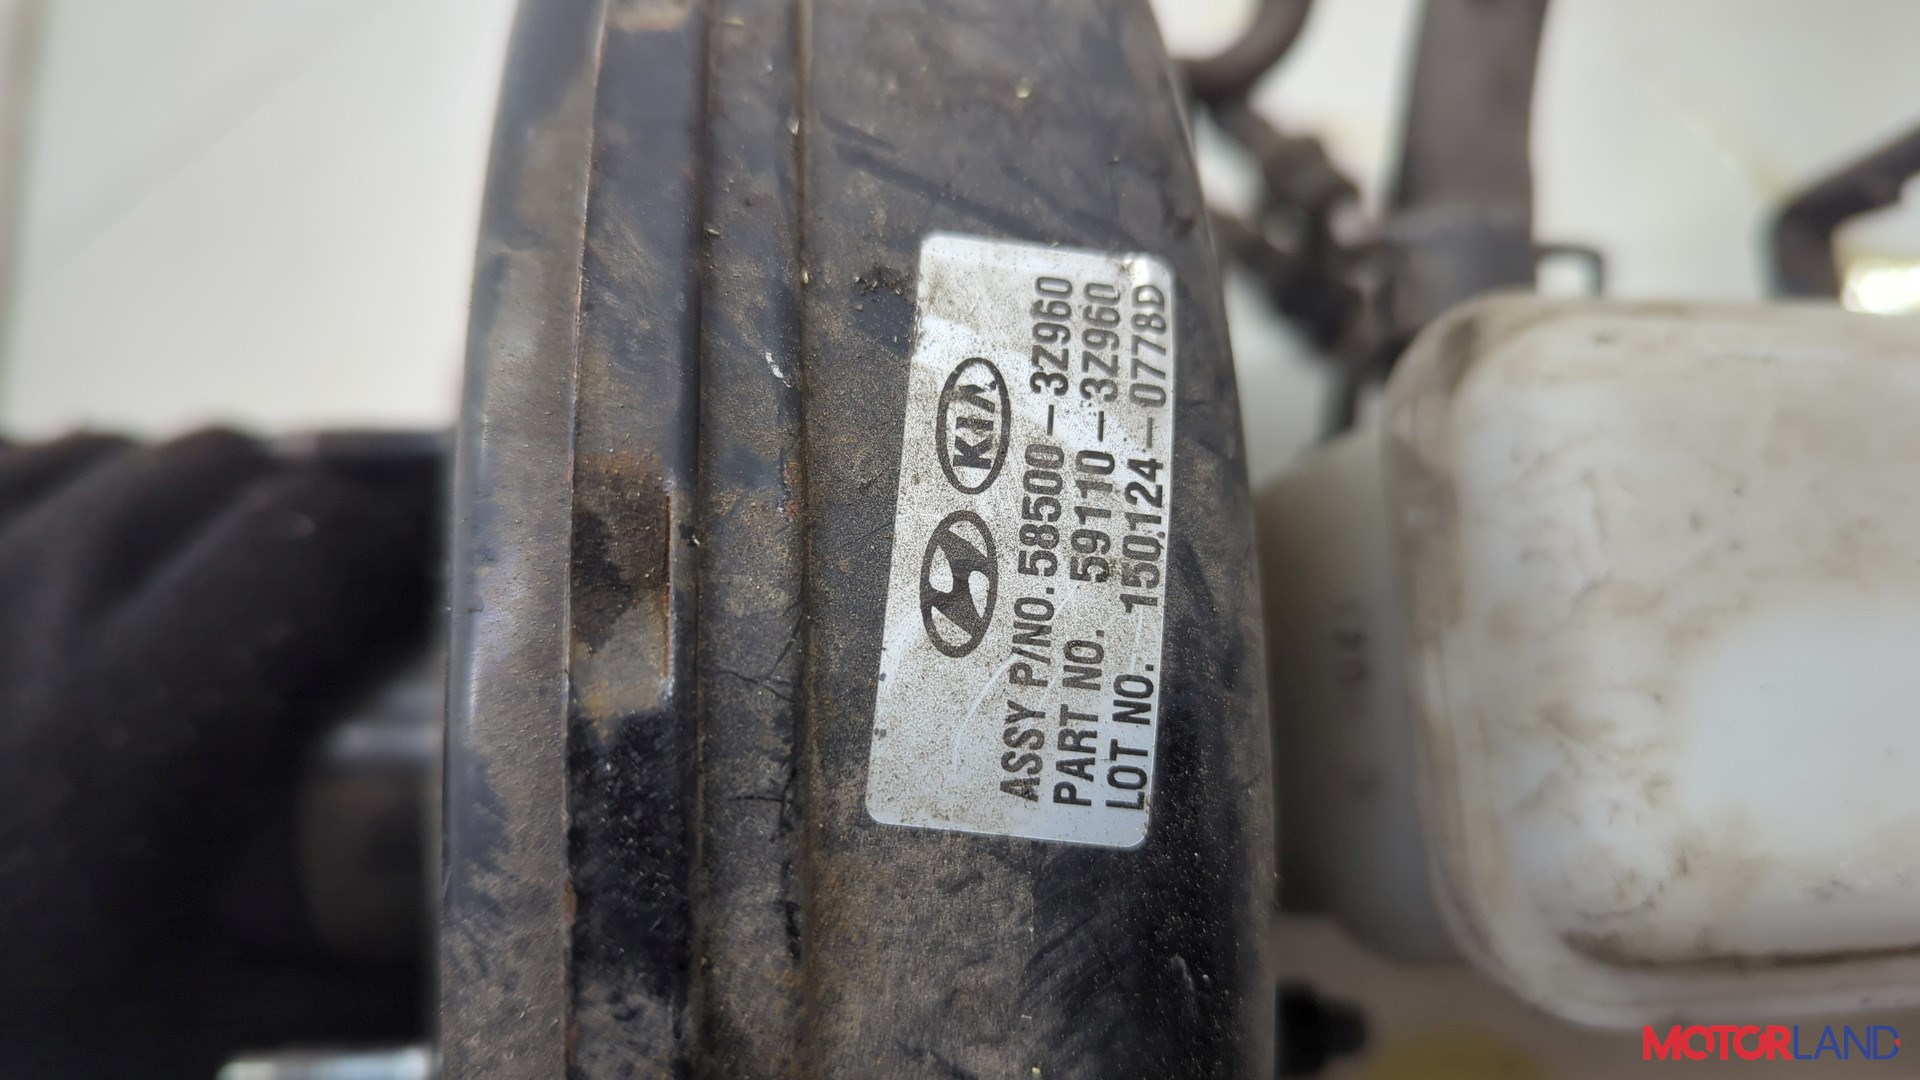 KIA
ASSY P/NO. 58500-3Z960
PART NO. 59110-3Z960
LOT NO. 150124-0778D
MOTORLAND